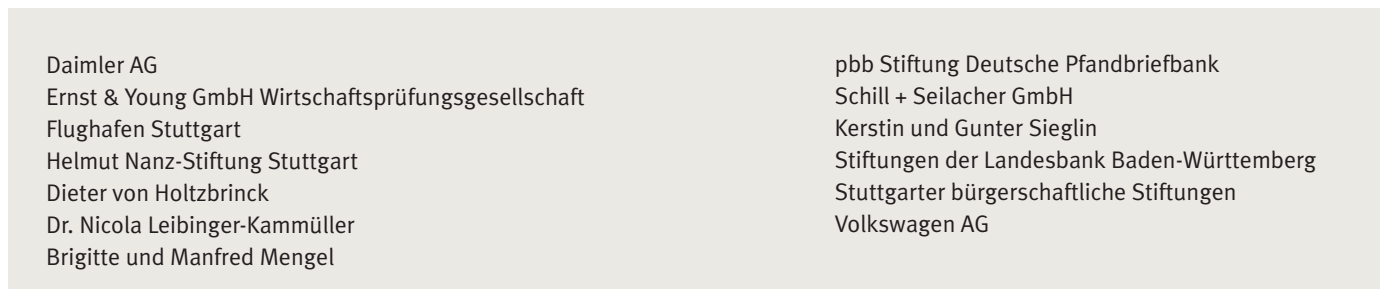 Daimler AG
Ernst & Young GmbH Wirtschaftsprüfungsgesellschaft
Flughafen Stuttgart
Helmut Nanz-Stiftung Stuttgart
Dieter von Holtzbrinck
Dr. Nicola Leibinger-Kammüller
Brigitte und Manfred Mengel
pbb Stiftung Deutsche Pfandbriefbank
Schill + Seilacher GmbH
Kerstin und Gunter Sieglin
Stiftungen der Landesbank Baden-Württemberg
Stuttgarter bürgerschaftliche Stiftungen
Volkswagen AG